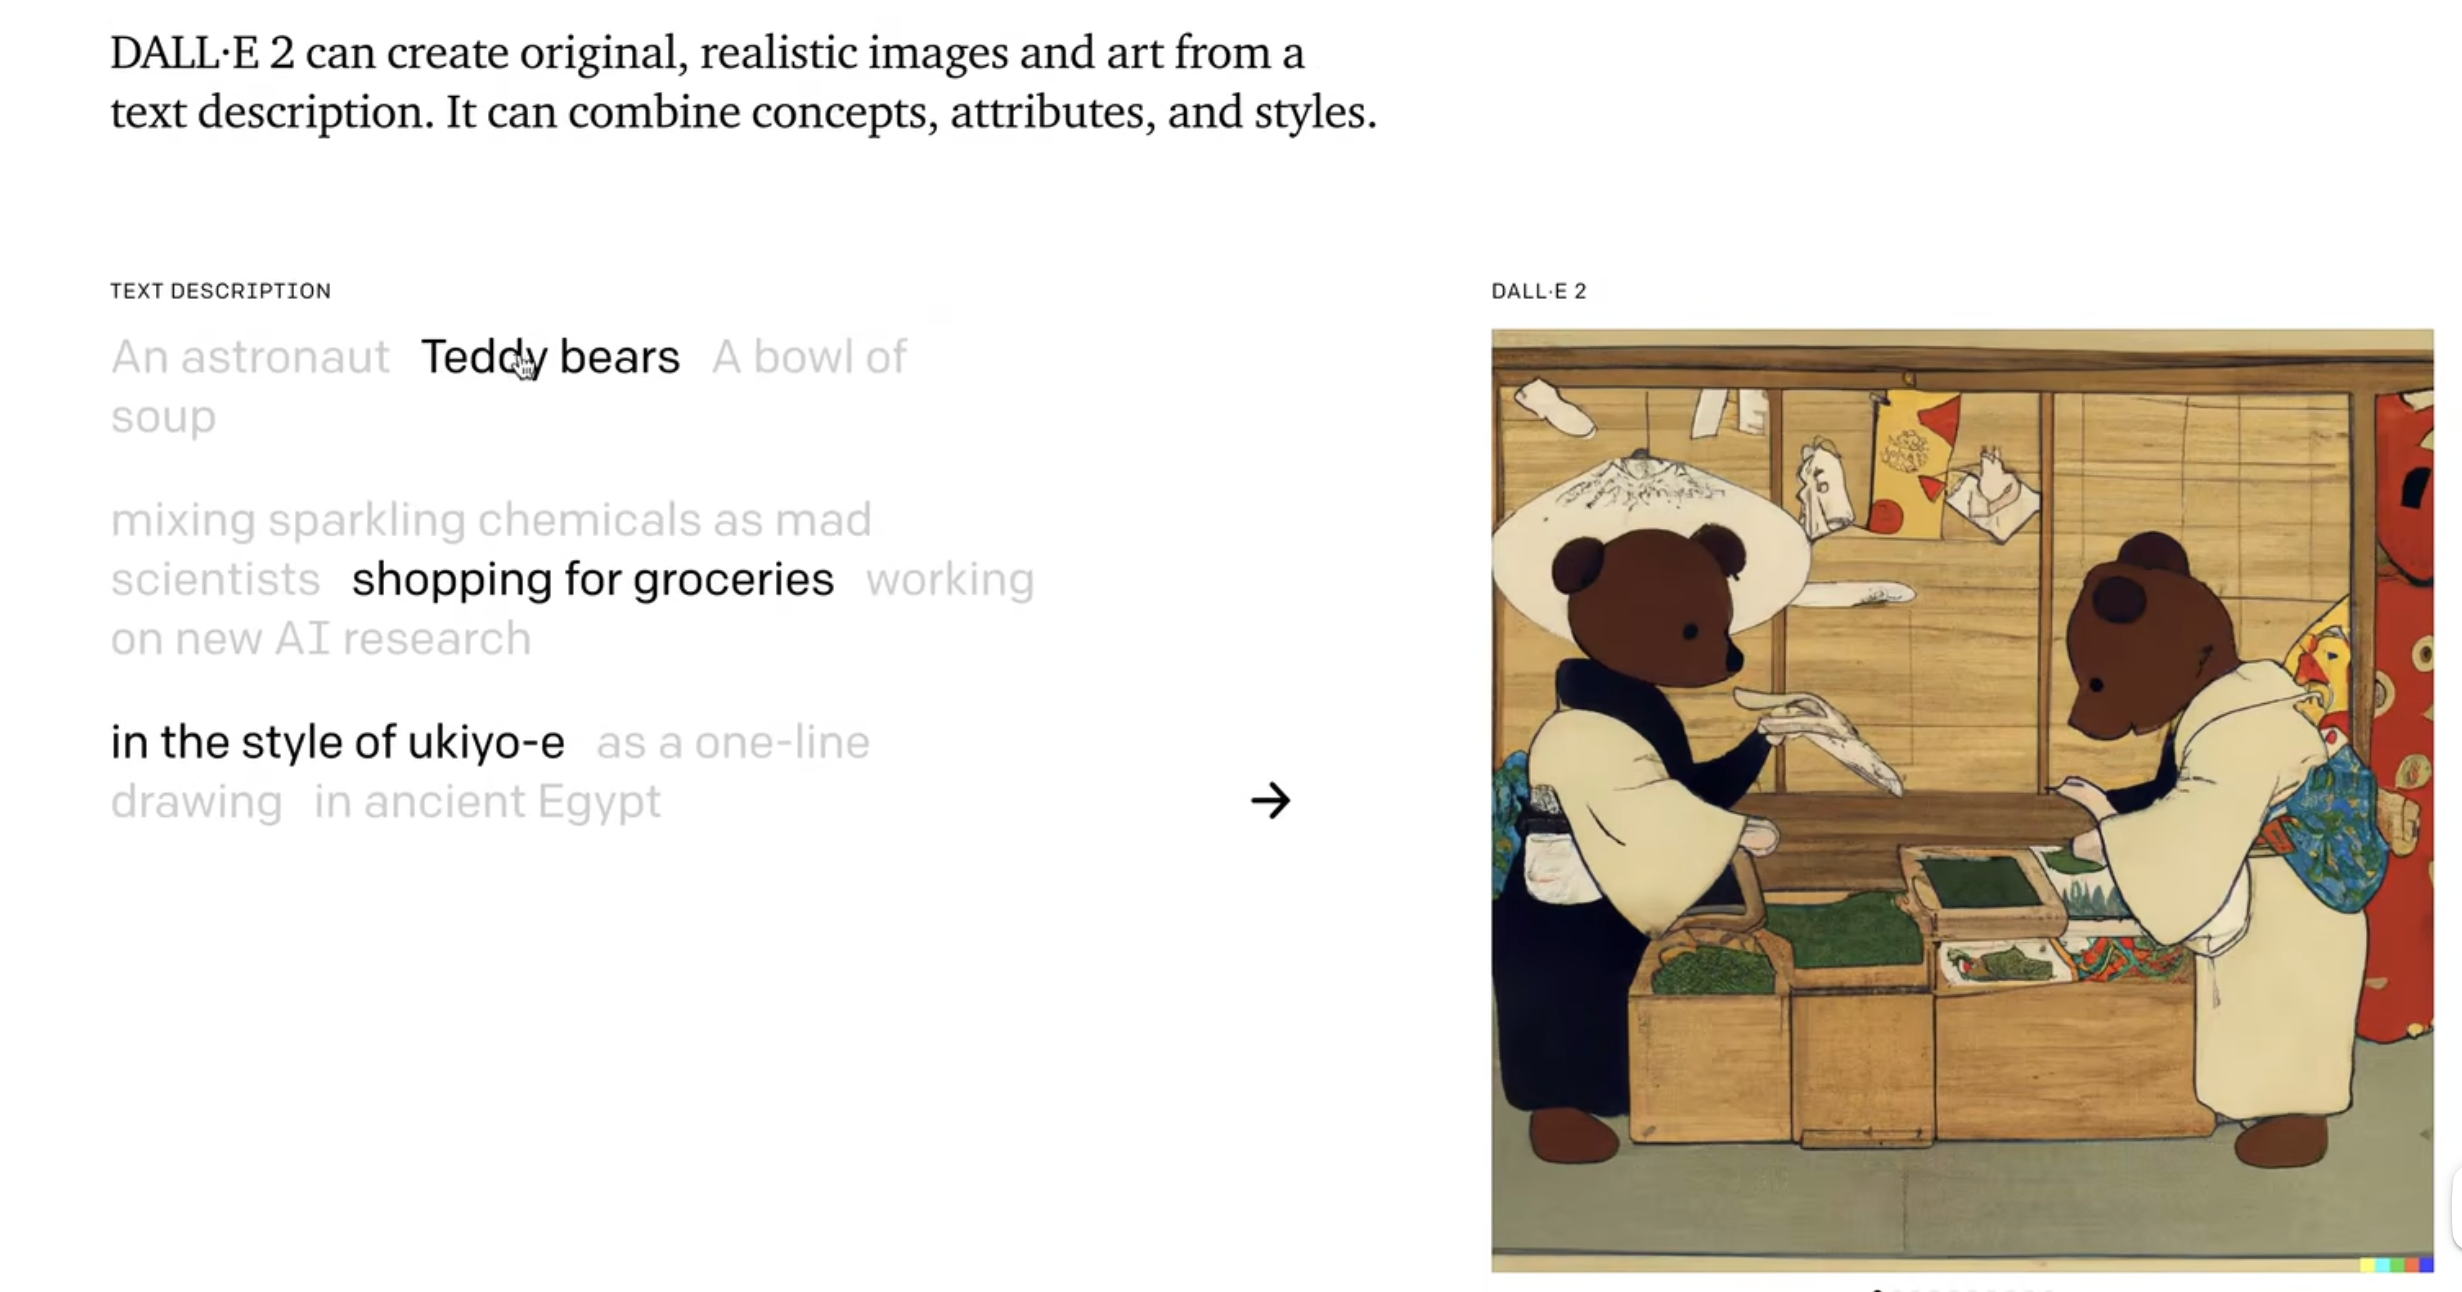 DALL·E 2 can create original, realistic images and art from a
text description. It can combine concepts, attributes, and styles.
TEXT DESCRIPTION
An astronaut Teddy bears A bowl of
soup
mixing sparkling chemicals as mad
scientists shopping for groceries working
on new AI research
in the style of ukiyo-e as a one-line
drawing in ancient Egypt
→
DALL·E 2